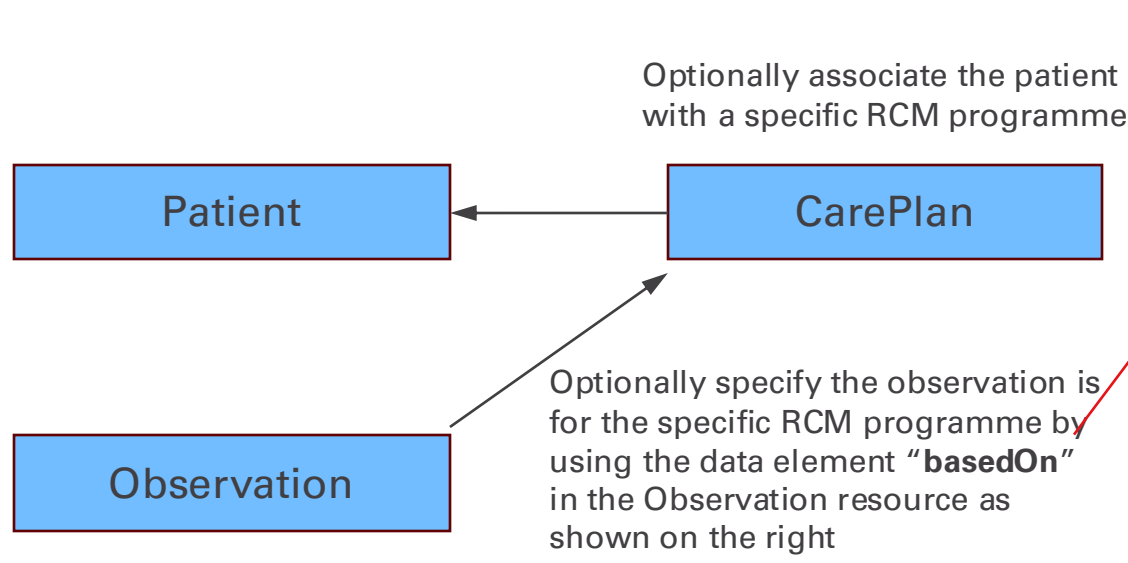 Optionally associate the patient
with a specific RCM programme
Patient
CarePlan
Optionally specify the observation is
for the specific RCM programme by
using the data element “basedOn”
in the Observation resource as
shown on the right
Observation